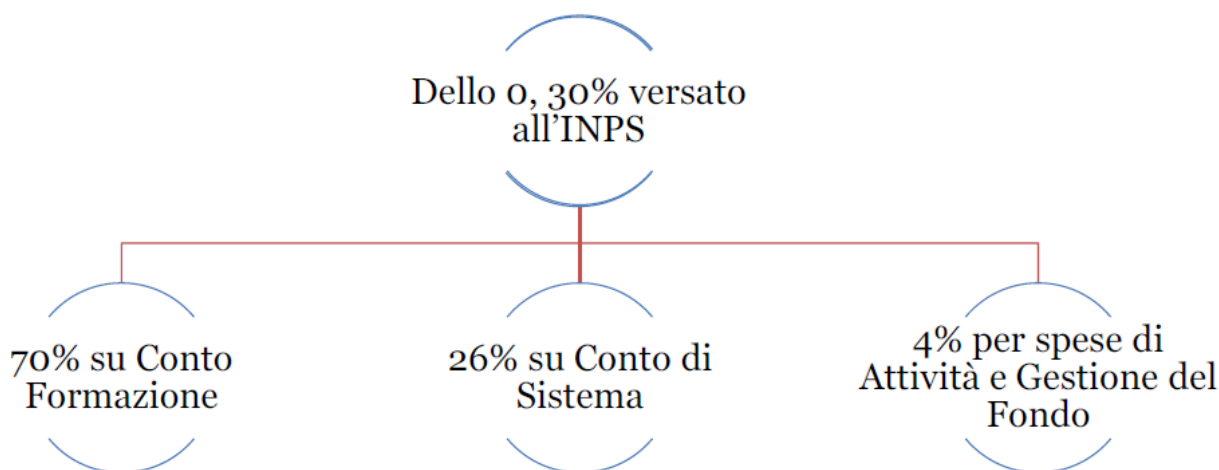 Dello 0, 30% versato
all’INPS
70% su Conto
Formazione
26% su Conto di
Sistema
4% per spese di
Attività e Gestione del
Fondo